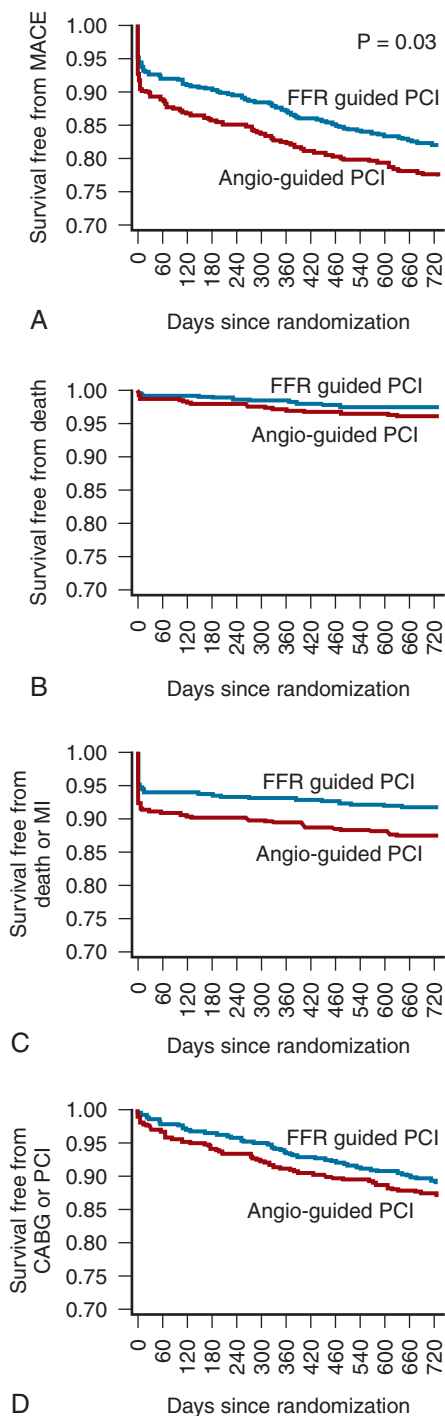 Survival free from MACE
1.00
0.95
0.90
0.85
0.80
0.75
0.70
P = 0.03
FFR guided PCI
Angio-guided PCI
0 60 120 180 240 300 360 420 480 540 600 660 720
A
Days since randomization
Survival free from death
1.00
0.95
0.90
0.85
0.80
0.75
0.70
FFR guided PCI
Angio-guided PCI
0 60 120 180 240 300 360 420 480 540 600 660 720
B
Days since randomization
Survival free from
death or MI
1.00
0.95
0.90
0.85
0.80
0.75
0.70
FFR guided PCI
Angio-guided PCI
0 60 120 180 240 300 360 420 480 540 600 660 720
C
Days since randomization
Survival free from
CABG or PCI
1.00
0.95
0.90
0.85
0.80
0.75
0.70
FFR guided PCI
Angio-guided PCI
0 60 120 180 240 300 360 420 480 540 600 660 720
D
Days since randomization